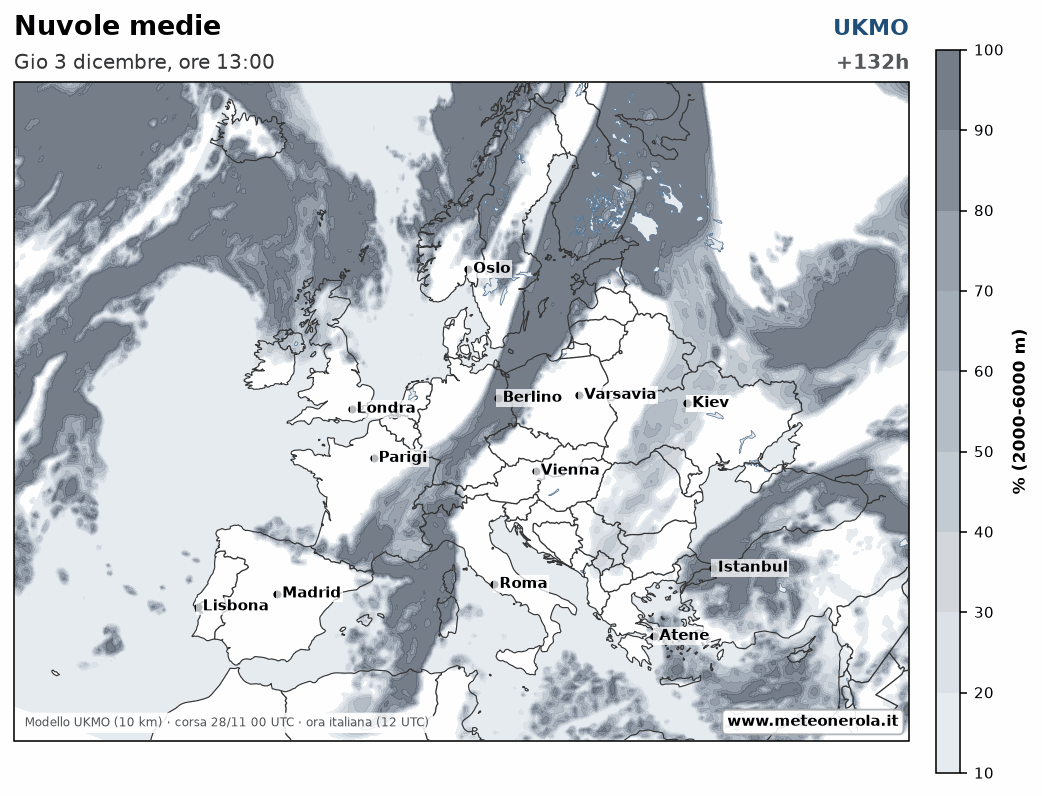 Nuvole medie
UKMO
Gio 3 dicembre, ore 13:00
+132h
100
90
80
70
60
50
40
30
20
10
% (2000-6000 m)
Oslo
Berlino
Varsavia
Kiev
Londra
Parigi
Vienna
Istanbul
Roma
Madrid
Lisbona
Atene
Modello UKMO (10 km) · corsa 28/11 00 UTC · ora italiana (12 UTC)
www.meteonerola.it